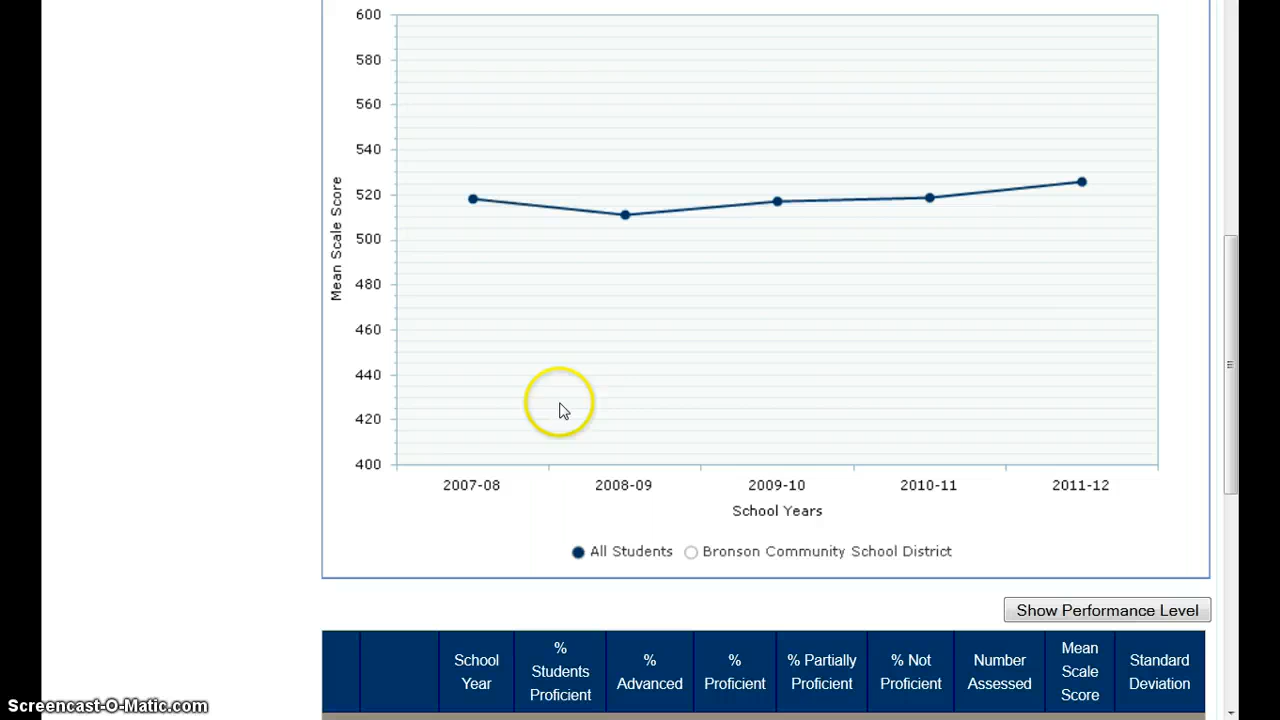 600
580
560
540
520
500
480
460
440
420
400
Mean Scale Score
2007-08 2008-09 2009-10 2010-11 2011-12
School Years
All Students Bronson Community School District
Show Performance Level
School Year
% Students Proficient
% Advanced
% Proficient
% Partially Proficient
% Not Proficient
Number Assessed
Mean Scale Score
Standard Deviation
Screencast-O-Matic.com